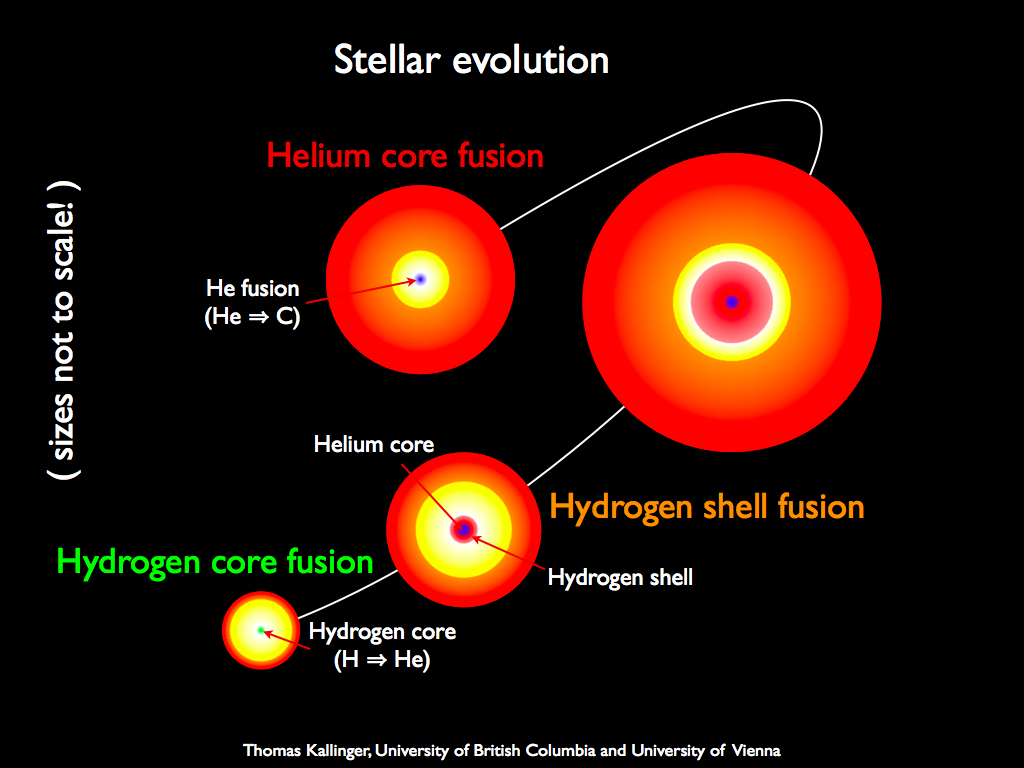 Stellar evolution
Helium core fusion
( sizes not to scale! )
He fusion
(He ⇒ C)
Helium core
Hydrogen shell fusion
Hydrogen core fusion
Hydrogen shell
Hydrogen core
(H ⇒ He)
Thomas Kallinger, University of British Columbia and University of Vienna